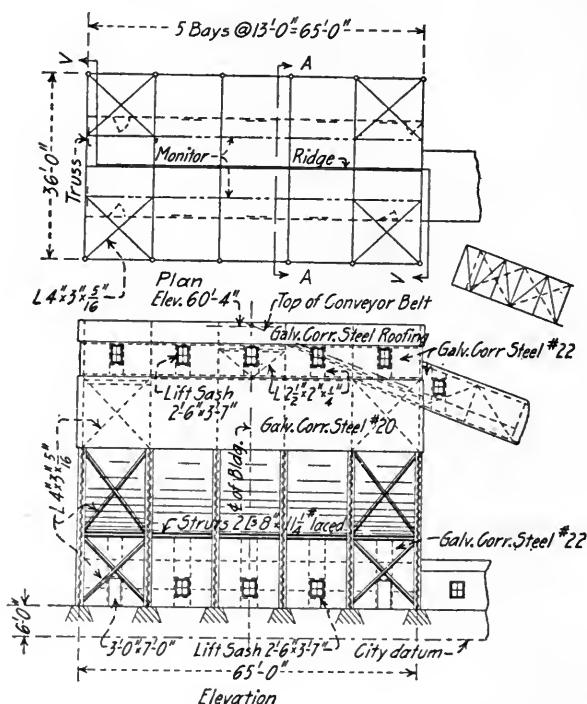 5 Bays @ 13'-0"=65'-0"
V
A
36'-0"
Truss
Monitor
Ridge
A
V
L4"x3"x5/16"
Plan
Elev. 60'-4"
Top of Conveyor Belt
Galv. Corr. Steel Roofing
Galv. Corr Steel #22
Lift Sash
2'-6"x3'-7"
L2 1/2"x2"x1/4"
Galv. Corr. Steel #20
L4"x3"x5/16"
℄ of Bldg.
Struts 2 [s 8"x11 1/4# laced
Galv. Corr. Steel #22
6'-0"
3'-0"x7'-0"
Lift Sash 2'-6"x3'-7"
City datum
65'-0"
Elevation